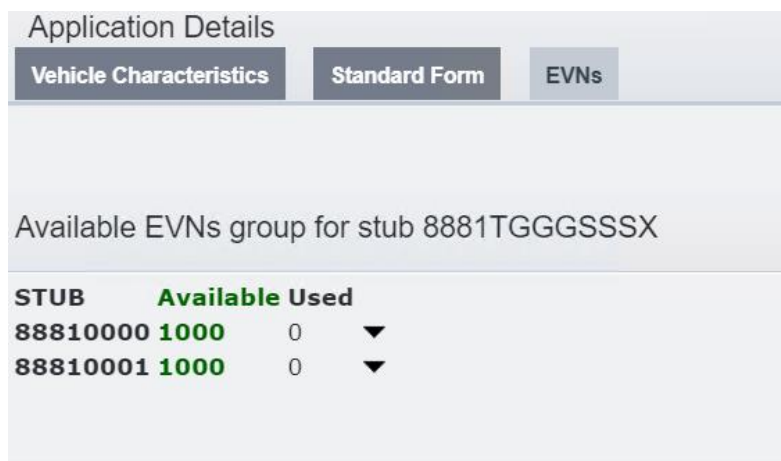 Application Details
Vehicle Characteristics Standard Form EVNs
Available EVNs group for stub 8881TGGGSSSX
STUB Available Used
88810000 1000 0
88810001 1000 0